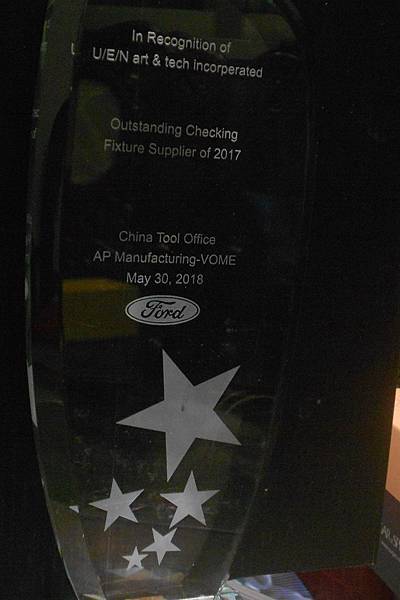 In Recognition of
U/E/N art & tech incorperated
Outstanding Checking
Fixture Supplier of 2017
China Tool Office
AP Manufacturing-VOME
May 30, 2018
Ford